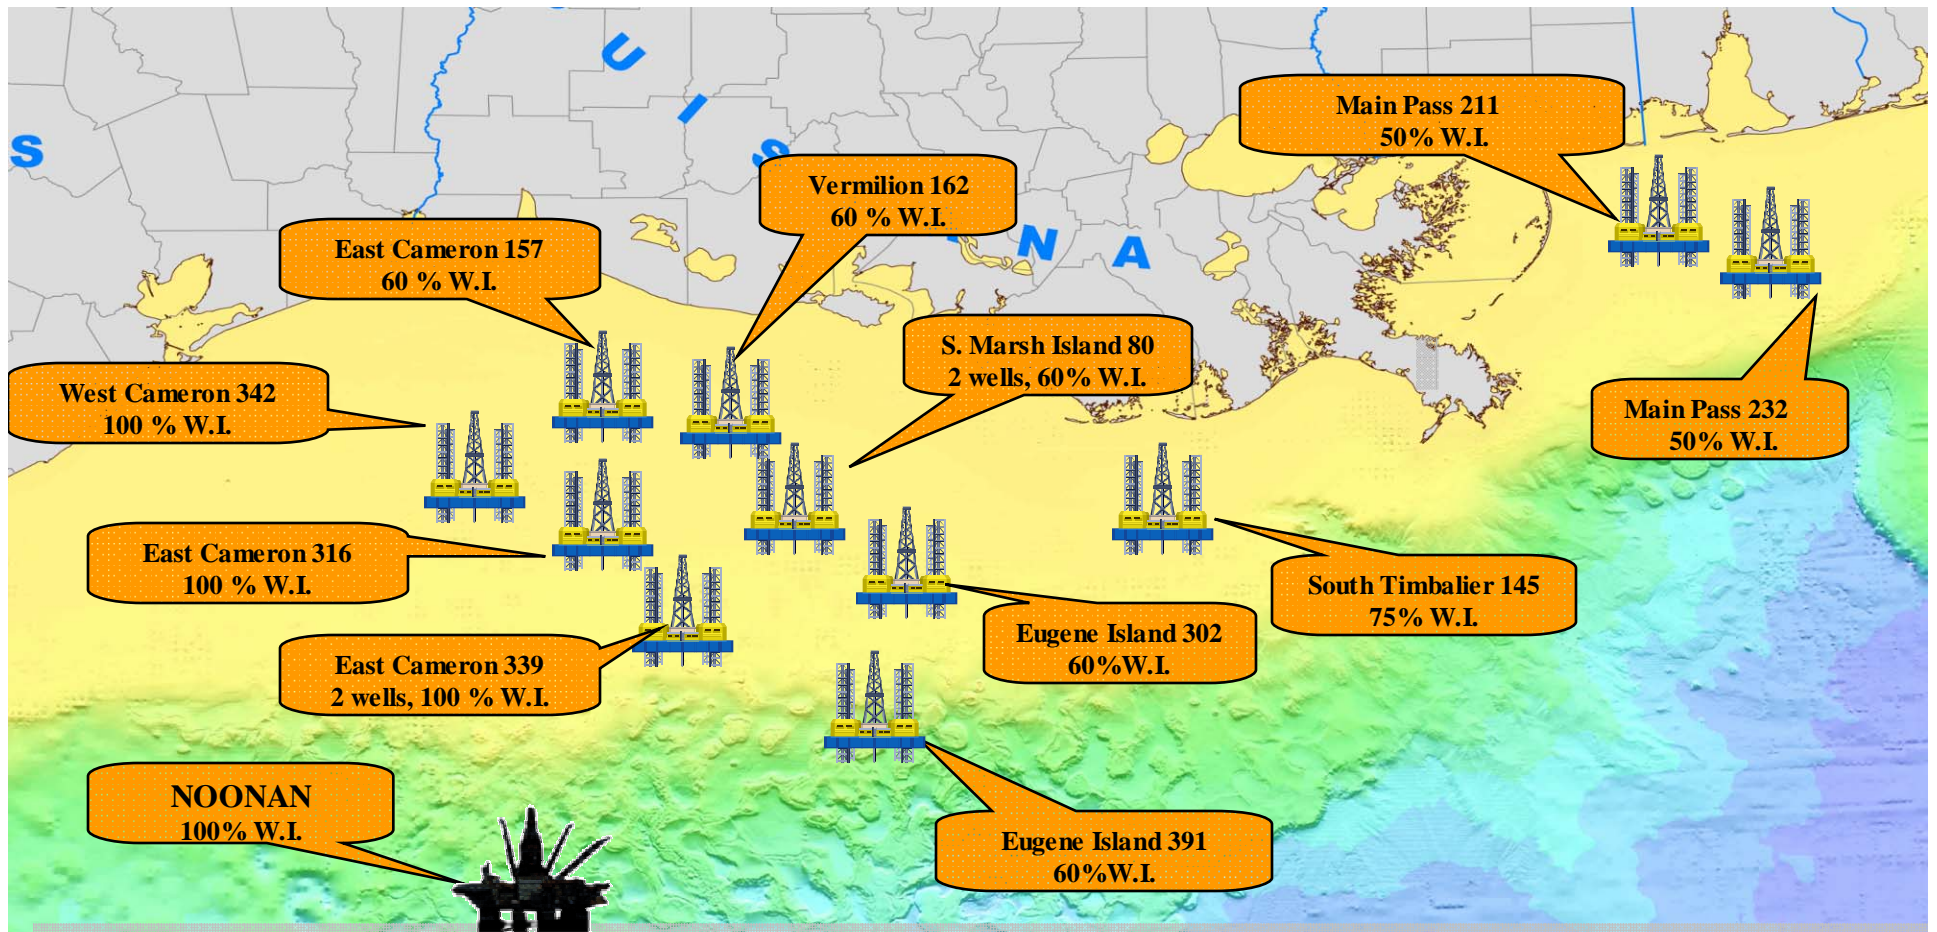 U
I
S
S
Main Pass 211
50% W.I.
Vermilion 162
60 % W.I.
East Cameron 157
60 % W.I.
N
A
S. Marsh Island 80
2 wells, 60% W.I.
West Cameron 342
100 % W.I.
Main Pass 232
50% W.I.
East Cameron 316
100 % W.I.
South Timbalier 145
75% W.I.
Eugene Island 302
60%W.I.
East Cameron 339
2 wells, 100 % W.I.
NOONAN
100% W.I.
Eugene Island 391
60%W.I.